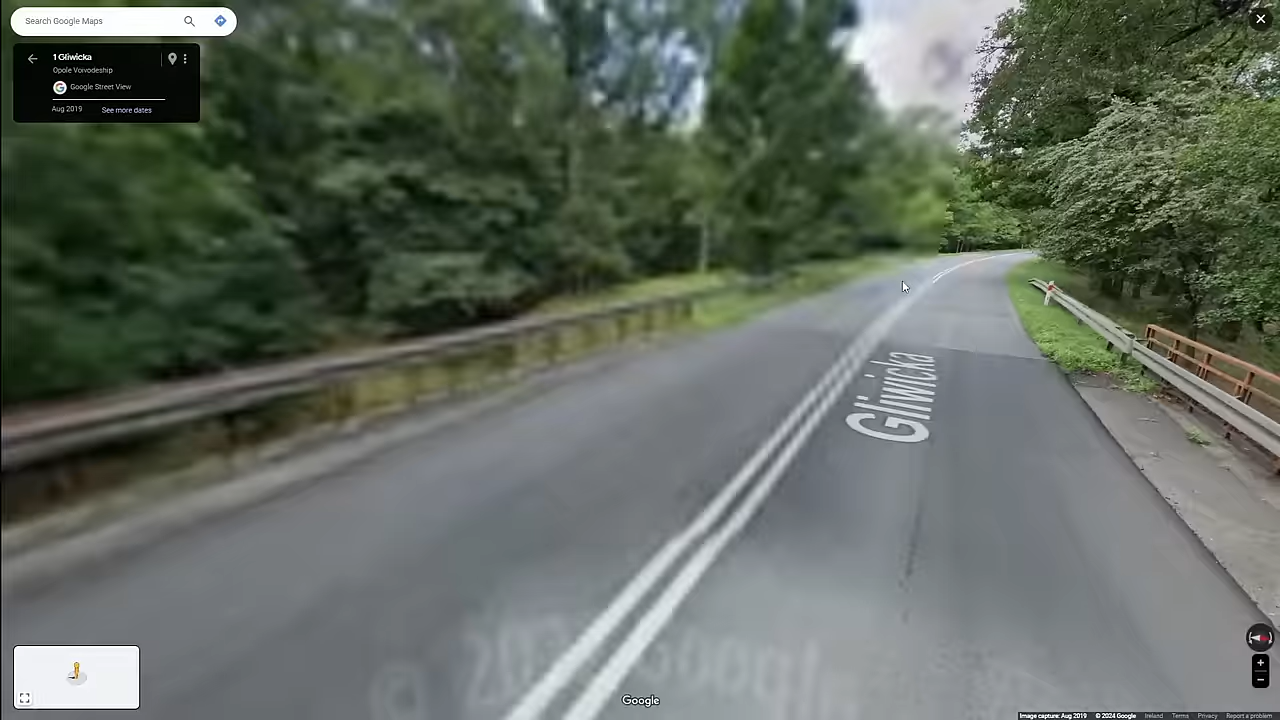 Search Google Maps
1 Gliwicka
Opole Voivodeship
Google Street View
Aug 2019 See more dates
Gliwicka
Google
Image capture: Aug 2019 © 2024 Google Ireland Terms Privacy Report a problem